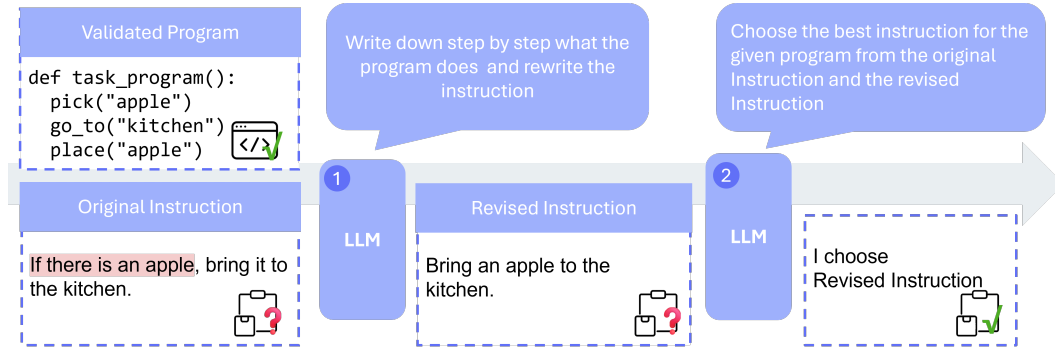 Validated Program
def task_program():
pick("apple")
go_to("kitchen")
place("apple")
</>
Original Instruction
If there is an apple, bring it to
the kitchen.
?
Write down step by step what the
program does and rewrite the
instruction
1
LLM
Revised Instruction
Bring an apple to the
kitchen.
?
Choose the best instruction for the
given program from the original
Instruction and the revised
Instruction
2
LLM
I choose
Revised Instruction